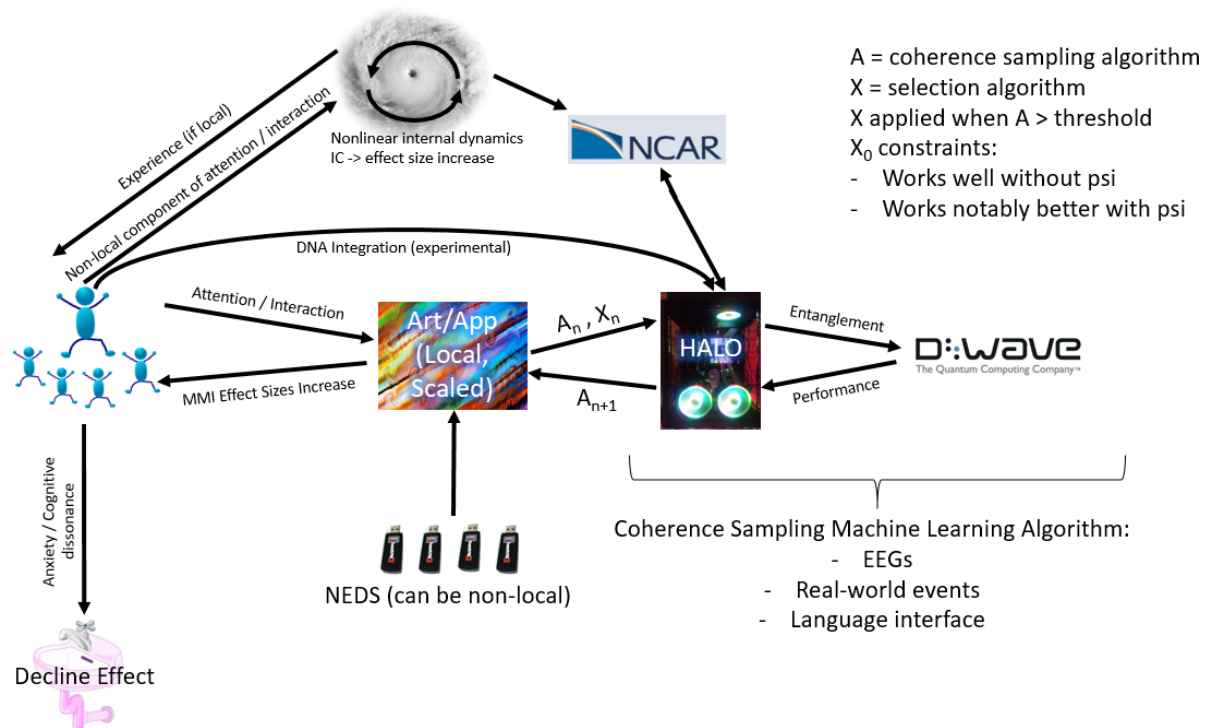 A = coherence sampling algorithm
X = selection algorithm
X applied when A > threshold
X₀ constraints:
- Works well without psi
- Works notably better with psi
Experience (if local)
Non-local component of attention / interaction
Nonlinear internal dynamics
IC -> effect size increase
NCAR
DNA Integration (experimental)
Attention / Interaction
MMI Effect Sizes Increase
Art/App
(Local,
Scaled)
Aₙ , Xₙ
Aₙ₊₁
HALO
Entanglement
Performance
D:wave
The Quantum Computing Company™
Anxiety / Cognitive
dissonance
NEDS (can be non-local)
Coherence Sampling Machine Learning Algorithm:
- EEGs
- Real-world events
- Language interface
Decline Effect